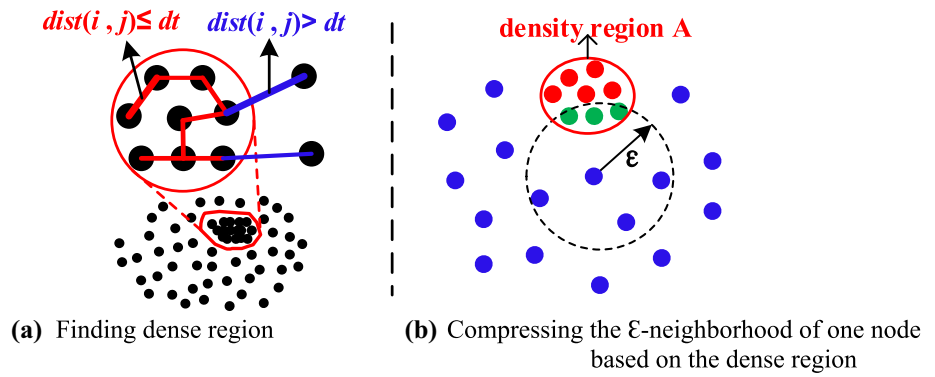 dist(i , j)≤ dt
dist(i , j)> dt
density region A
ε
(a) Finding dense region
(b) Compressing the ε-neighborhood of one node
based on the dense region